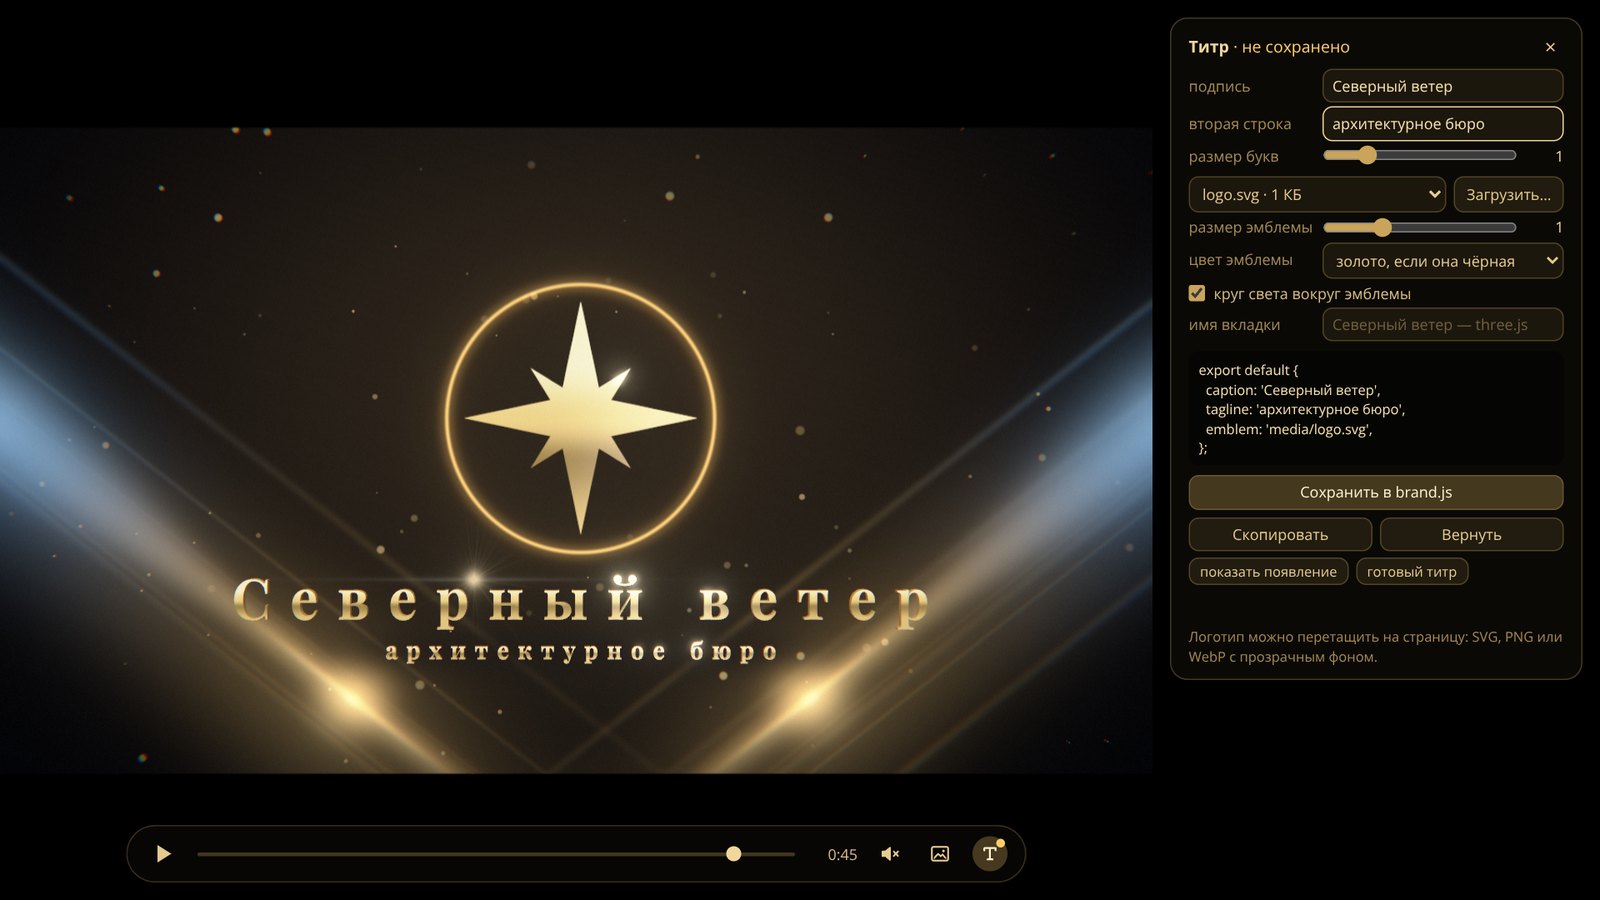 Северный ветер
архитектурное бюро
0:45
T
Титр · не сохранено
×
подпись Северный ветер
вторая строка архитектурное бюро
размер букв 1
logo.svg · 1 КБ Загрузить...
размер эмблемы 1
цвет эмблемы золото, если она чёрная
круг света вокруг эмблемы
имя вкладки Северный ветер — three.js
export default {
caption: 'Северный ветер',
tagline: 'архитектурное бюро',
emblem: 'media/logo.svg',
};
Сохранить в brand.js
Скопировать Вернуть
показать появление готовый титр
Логотип можно перетащить на страницу: SVG, PNG или
WebP с прозрачным фоном.